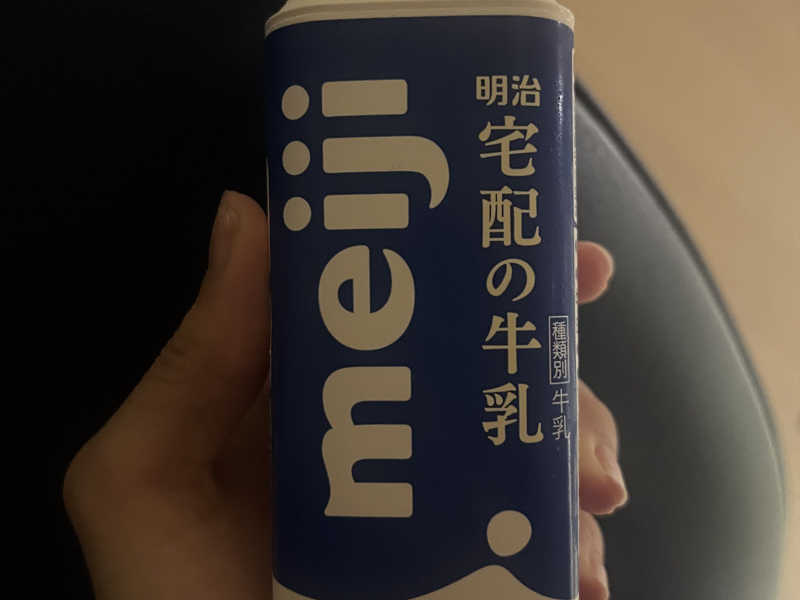 meiji
明治
宅配の牛乳
種類別 牛乳